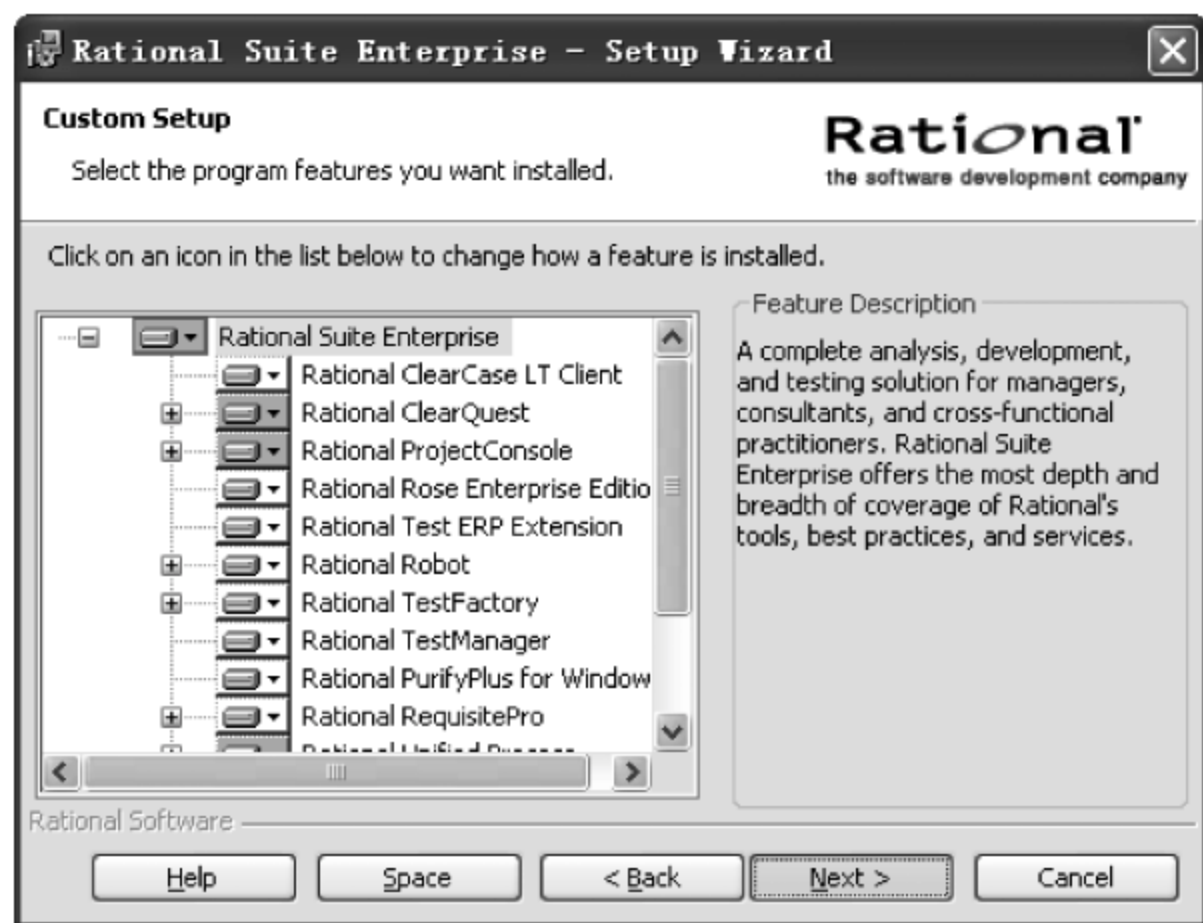 Rational Suite Enterprise - Setup Wizard
Custom Setup
Select the program features you want installed.
Rational
the software development company
Click on an icon in the list below to change how a feature is installed.
Rational Suite Enterprise
Rational ClearCase LT Client
Rational ClearQuest
Rational ProjectConsole
Rational Rose Enterprise Editio
Rational Test ERP Extension
Rational Robot
Rational TestFactory
Rational TestManager
Rational PurifyPlus for Window
Rational RequisitePro
Rational Unified Process
Feature Description
A complete analysis, development,
and testing solution for managers,
consultants, and cross-functional
practitioners. Rational Suite
Enterprise offers the most depth and
breadth of coverage of Rational's
tools, best practices, and services.
Rational Software
Help
Space
< Back
Next >
Cancel